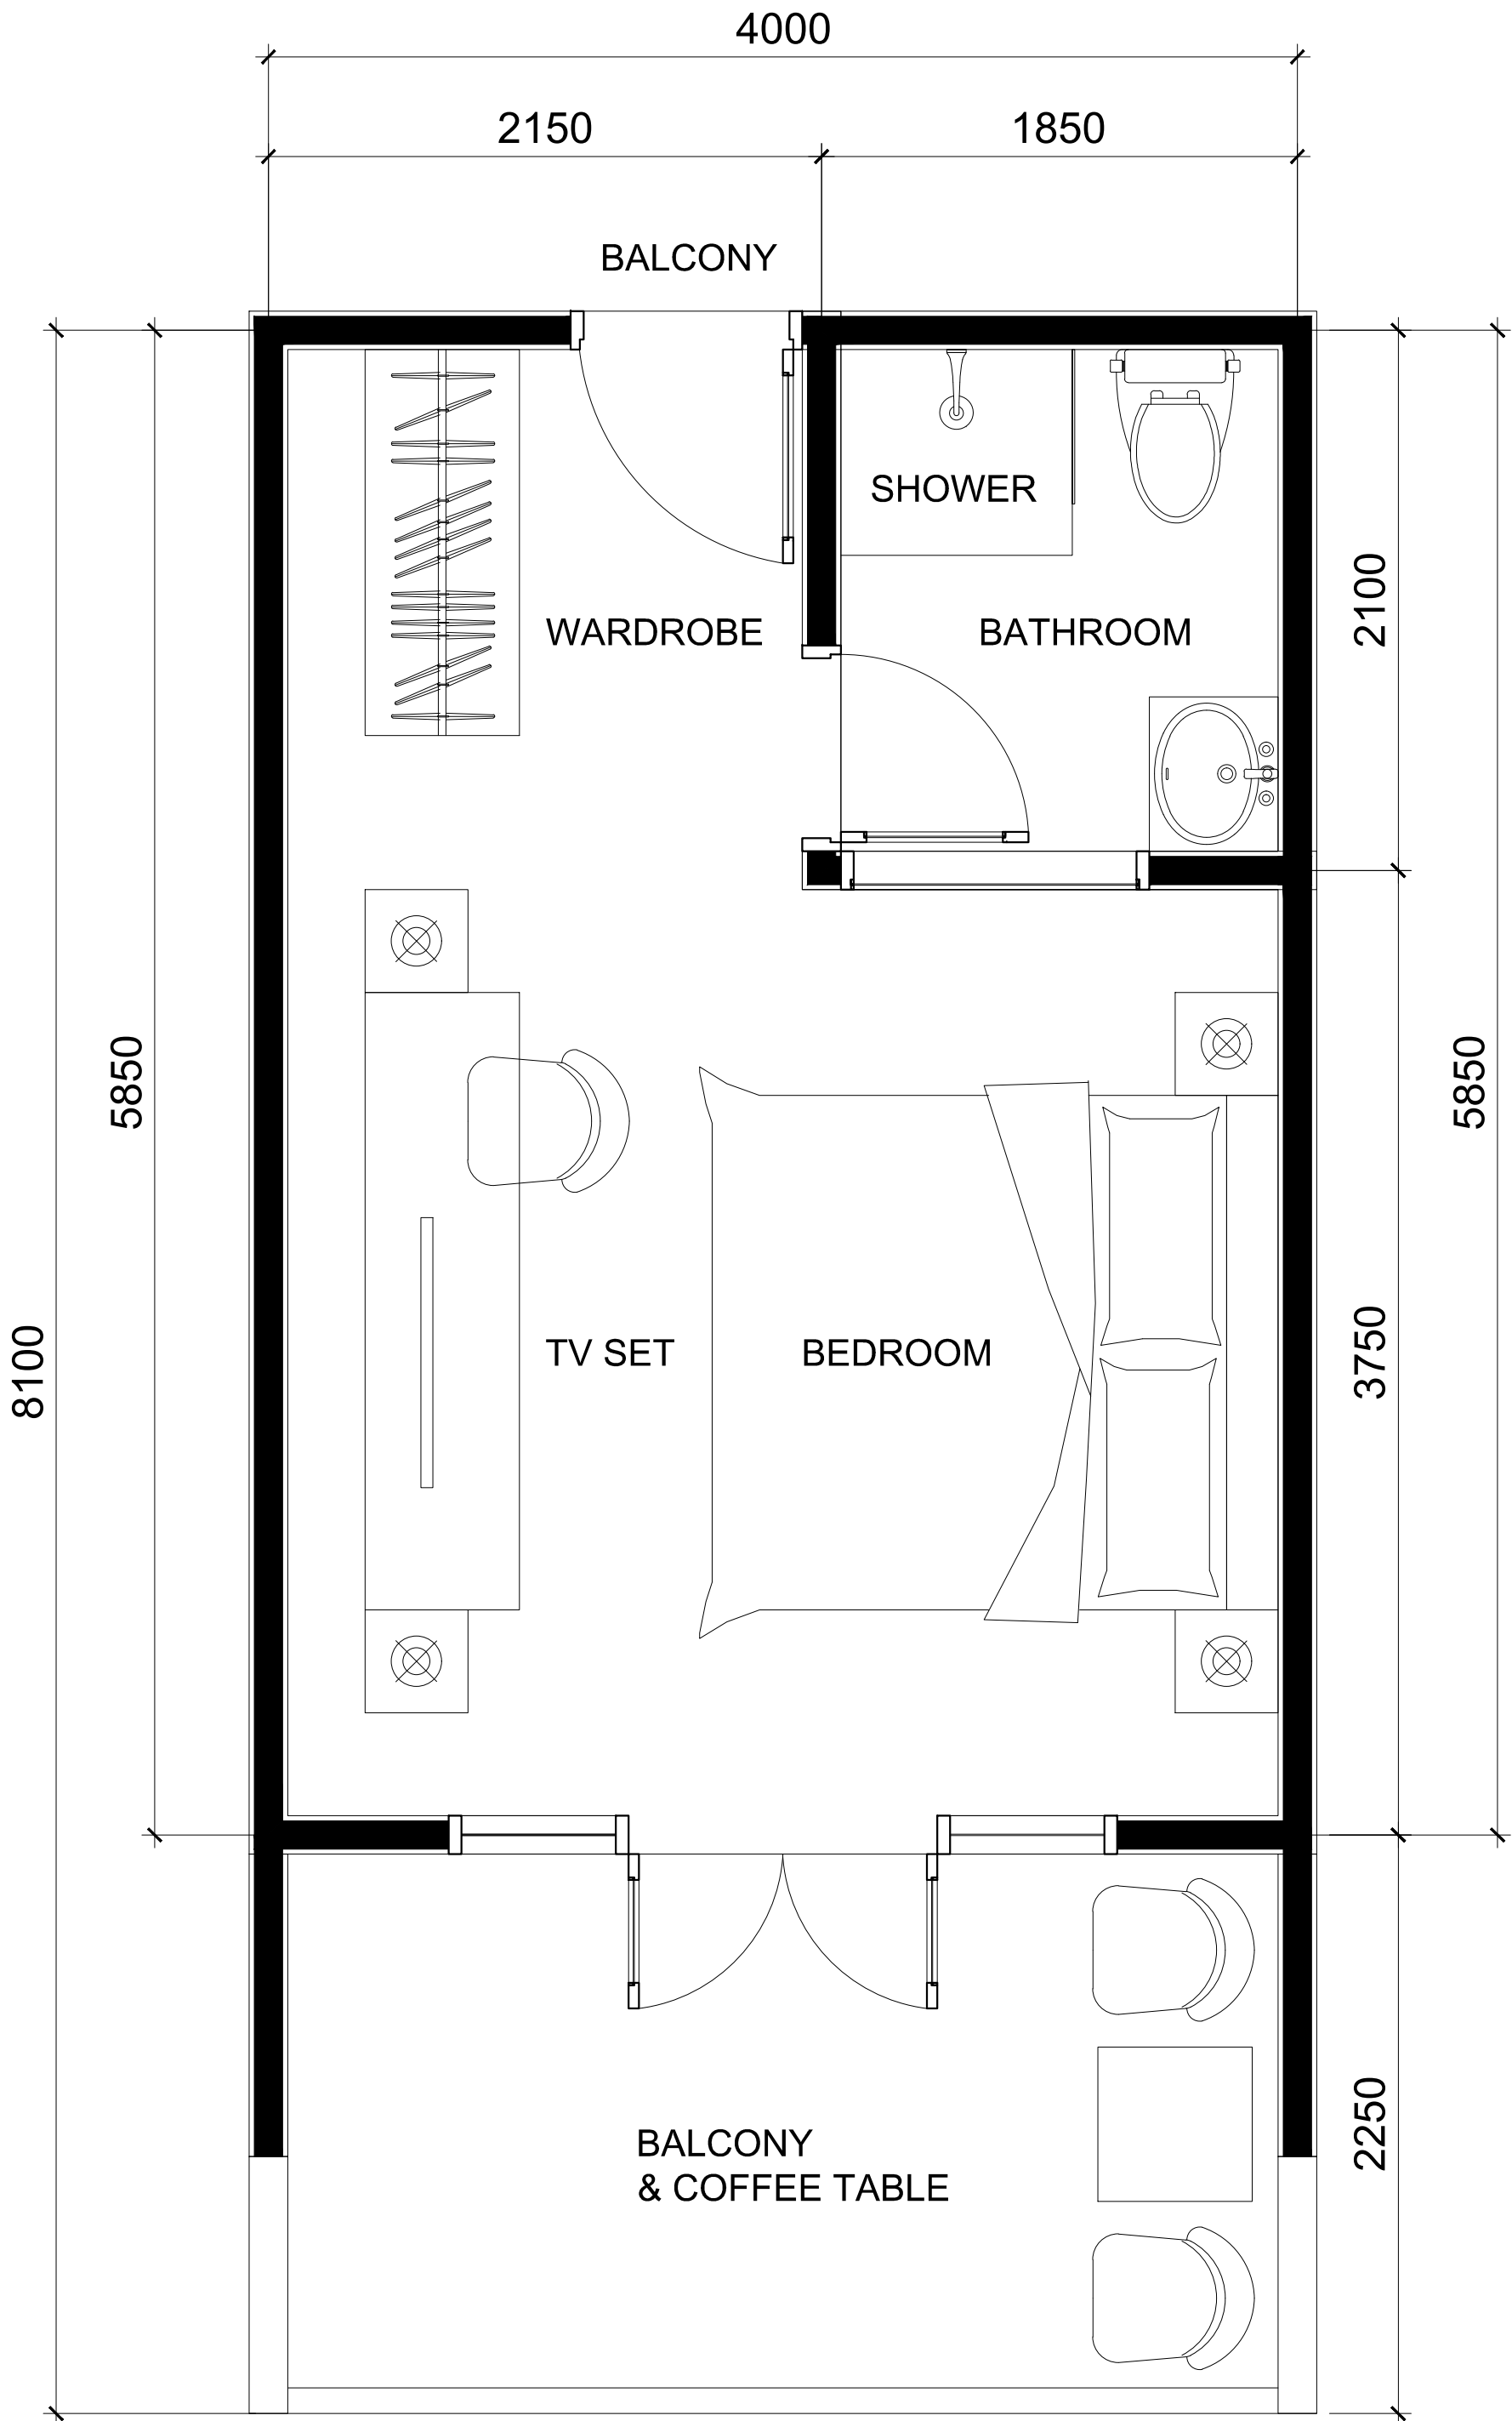 4000
2150
1850
BALCONY
SHOWER
WARDROBE
BATHROOM
2100
5850
5850
TV SET
BEDROOM
8100
3750
BALCONY
& COFFEE TABLE
2250